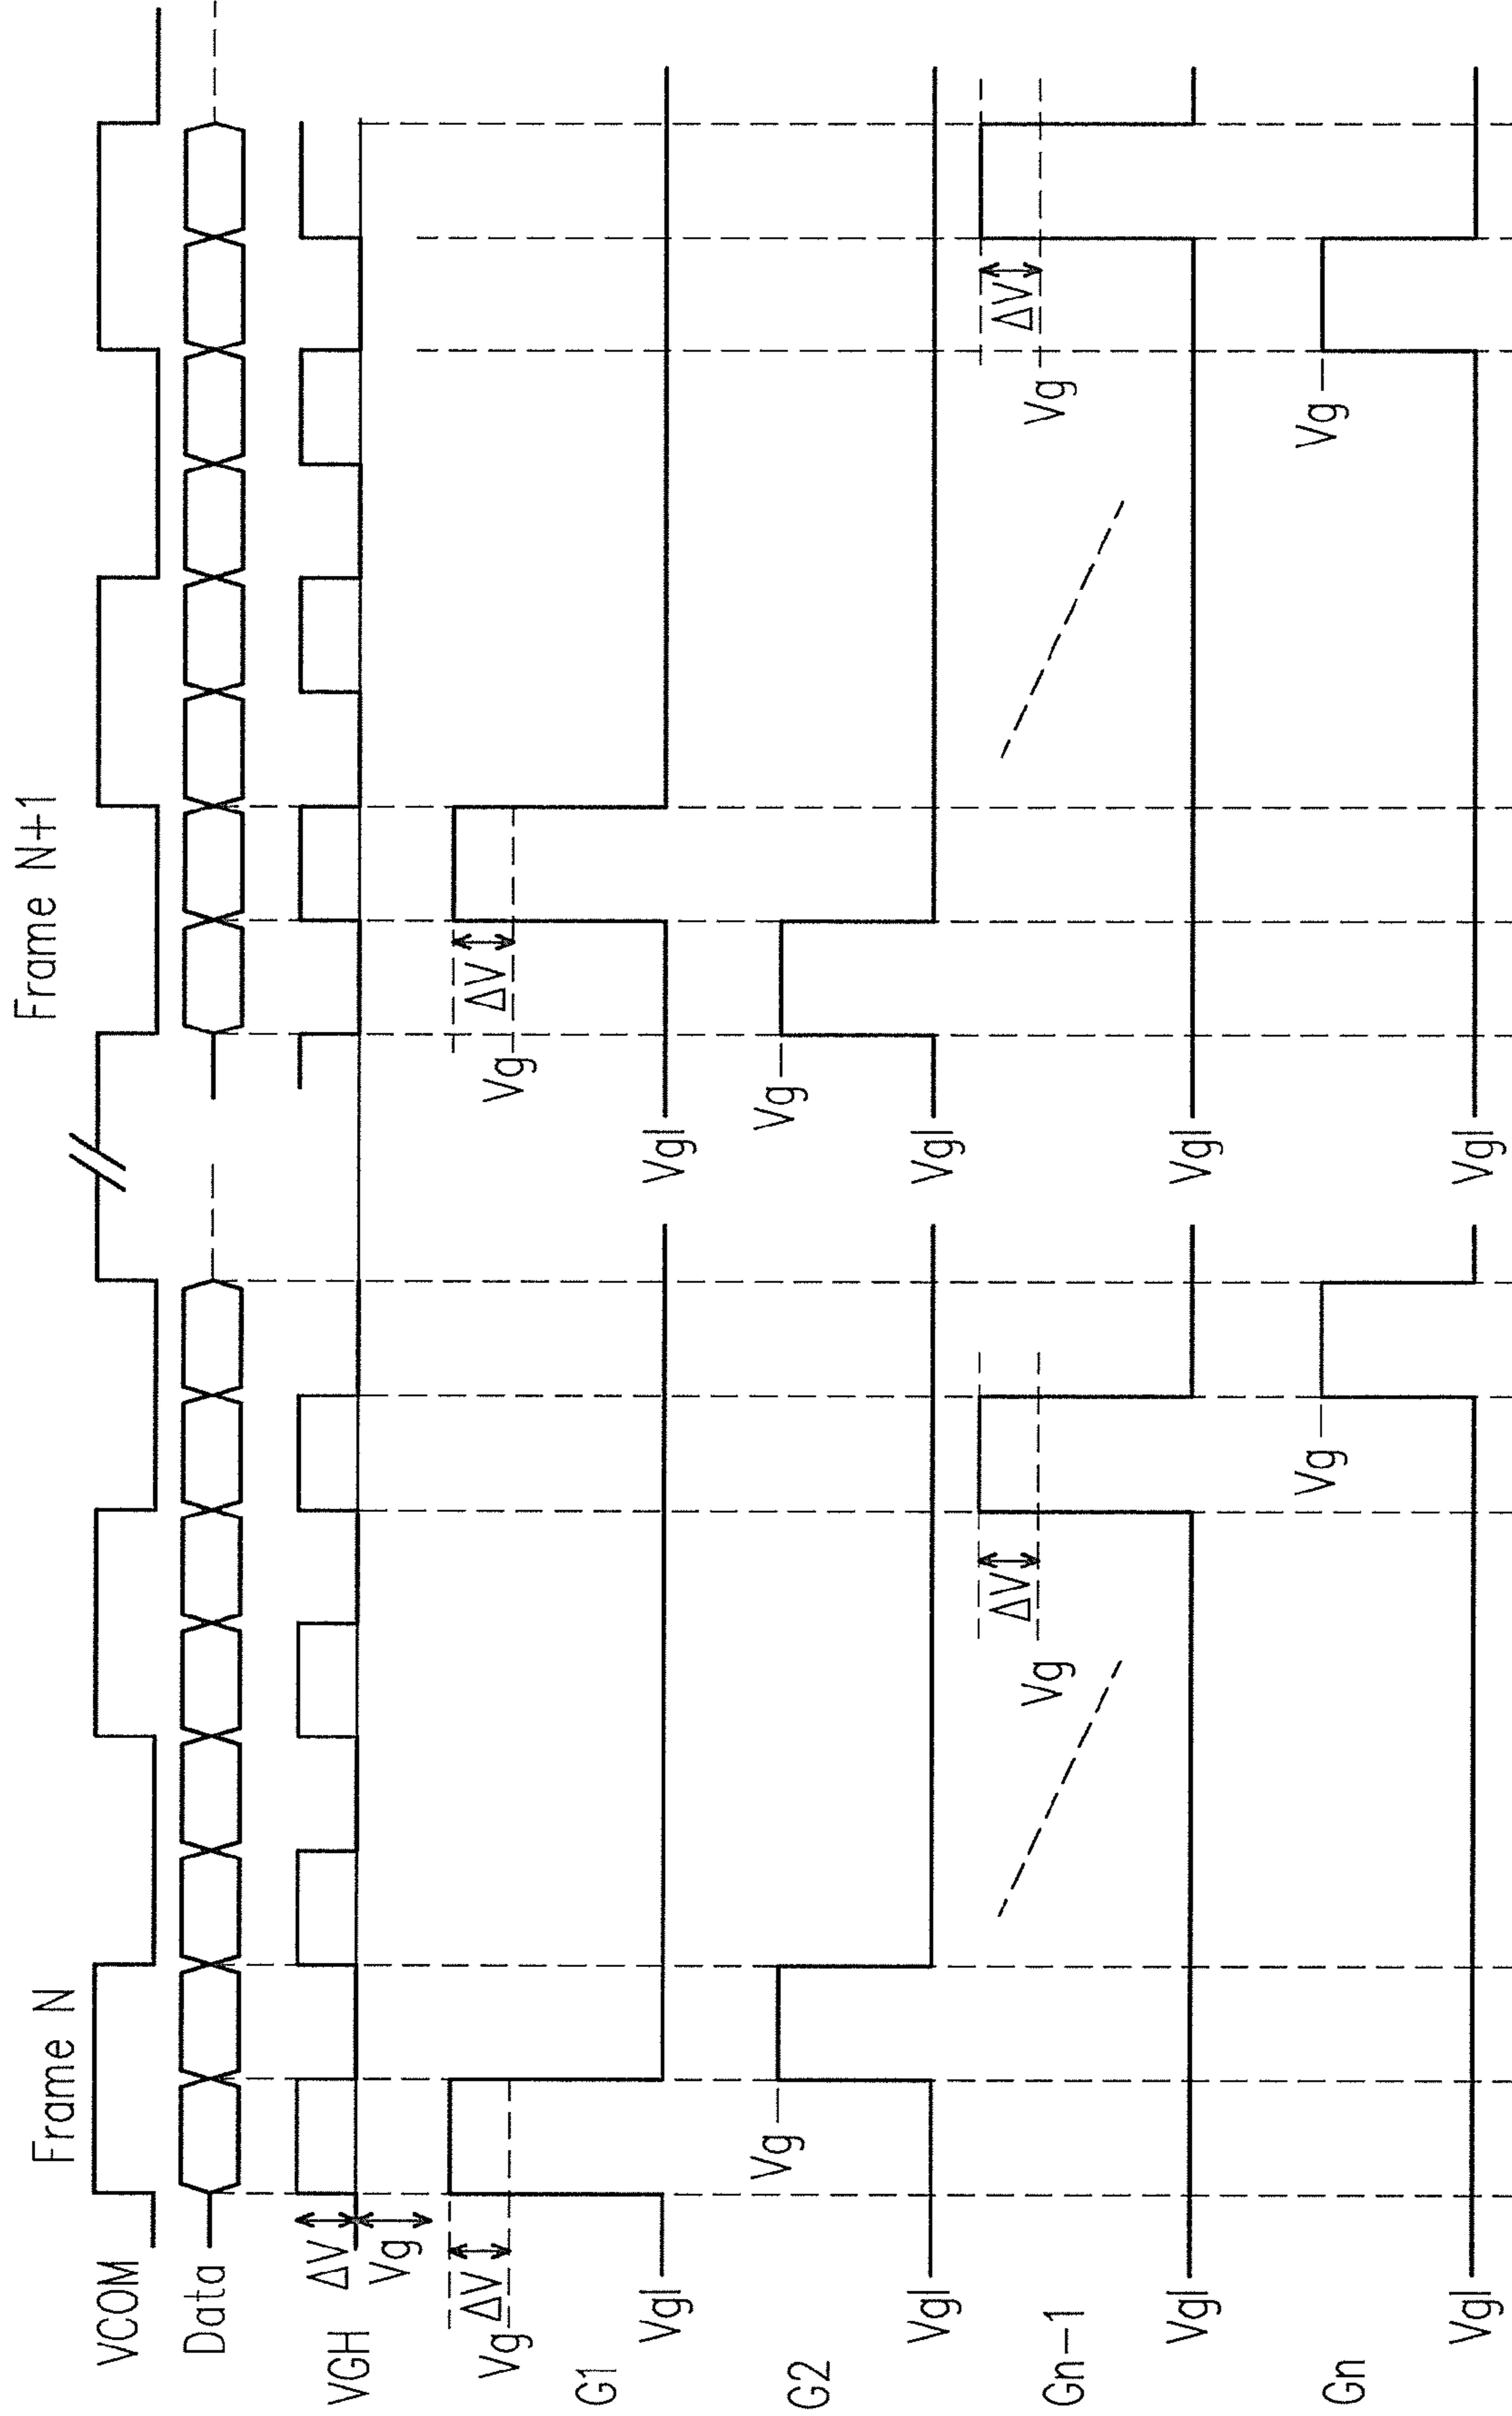 Frame N
Frame N+1
VCOM
Data
VGH
ΔV
Vg
ΔV
Vg
G1
Vgl
ΔV
Vg
Vgl
G2
Vg
Vgl
Vg
Vgl
Gn-1
ΔV
Vg
Vgl
ΔV
Vg
Vgl
Gn
Vg
Vgl
Vg
Vgl